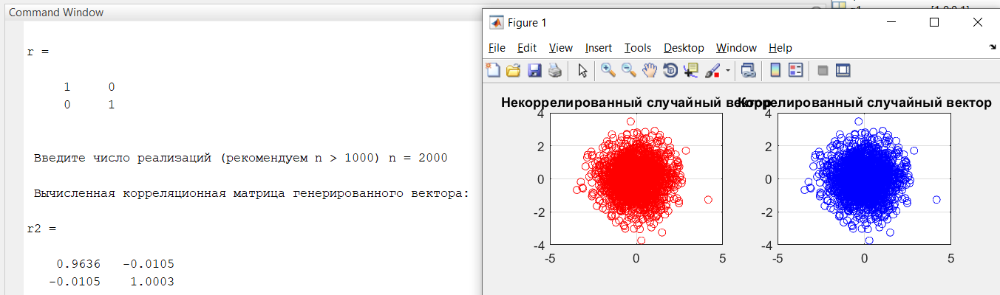 Command Window
r =
1 0
0 1
Введите число реализаций (рекомендуем n > 1000) n = 2000
Вычисленная корреляционная матрица генерированного вектора:
r2 =
0.9636 -0.0105
-0.0105 1.0003
Figure 1
File Edit View Insert Tools Desktop Window Help
Некоррелированный случайный вектор
Коррелированный случайный вектор
4
2
0
-2
-4
-5 0 5
4
2
0
-2
-4
-5 0 5